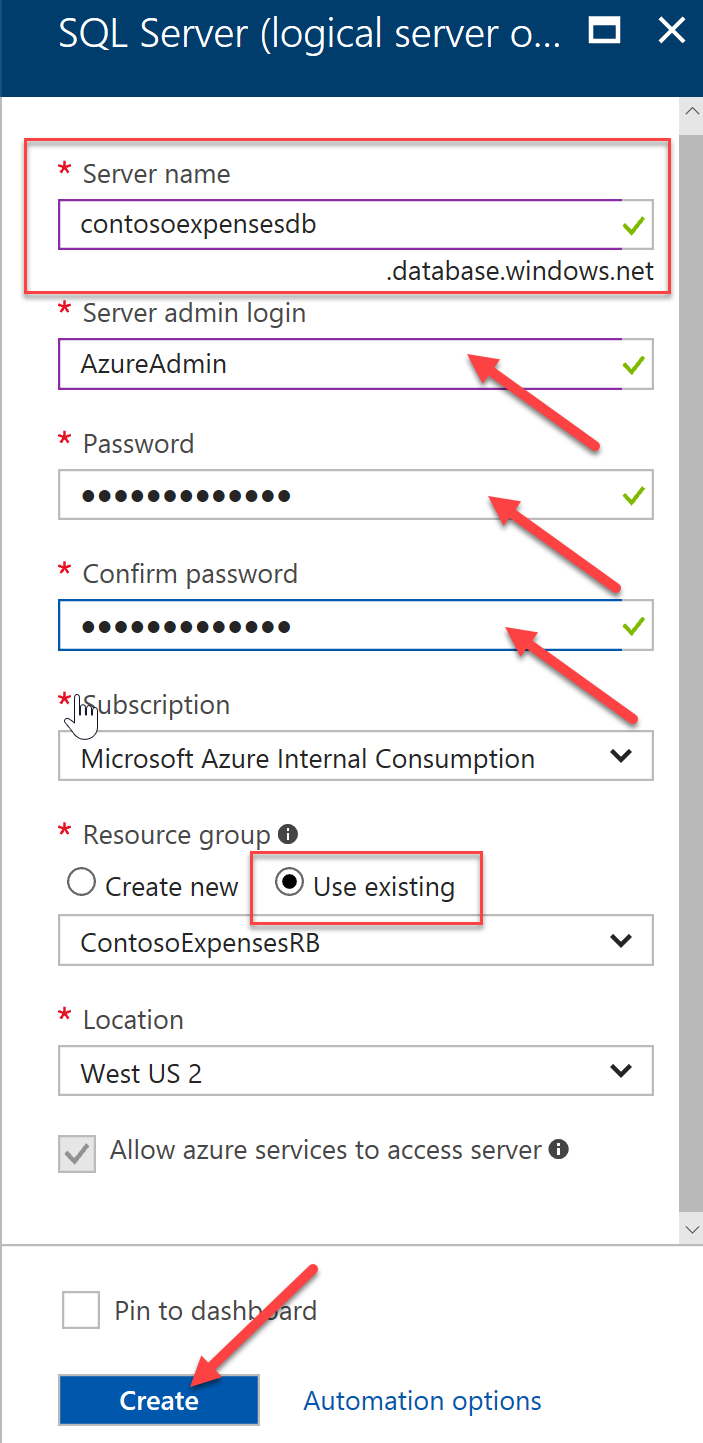 SQL Server (logical server o...
* Server name
contosoexpensesdb
.database.windows.net
* Server admin login
AzureAdmin
* Password
•••••••••••••
* Confirm password
•••••••••••••
* Subscription
Microsoft Azure Internal Consumption
* Resource group
Create new Use existing
ContosoExpensesRB
* Location
West US 2
Allow azure services to access server
Pin to dashboard
Create Automation options